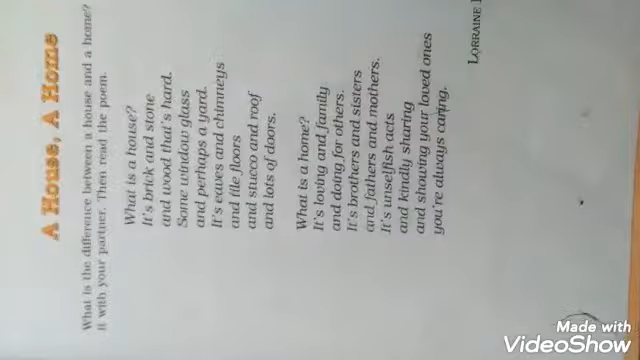 A House, A Home
What is the difference between a house and a home?
it with your partner. Then read the poem.
What is a house?
It's brick and stone
and wood that's hard.
Some window glass
and perhaps a yard.
It's eaves and chimneys
and tile floors
and stucco and roof
and lots of doors.
What is a home?
It's loving and family
and doing for others.
It's brothers and sisters
and fathers and mothers.
It's unselfish acts
and kindly sharing
and showing your loved ones
you're always caring.
LORRAINE
Made with
VideoShow